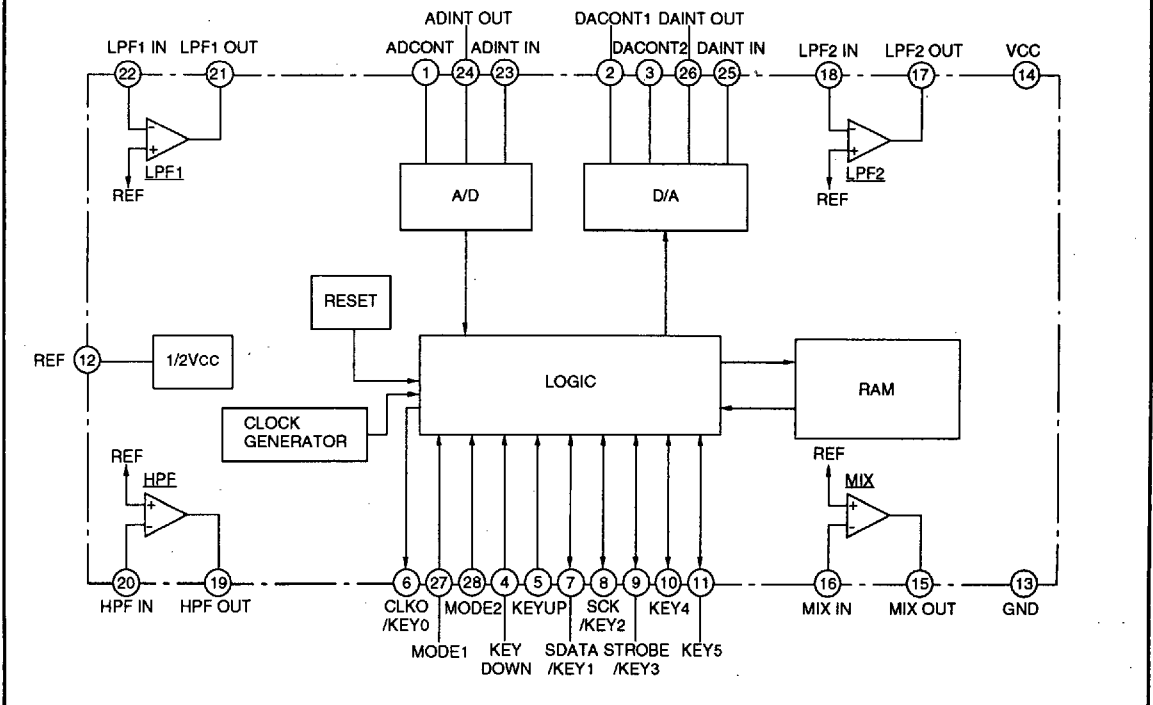 ADINT OUT DACONT1 DAINT OUT
LPF1 IN LPF1 OUT ADCONT ADINT IN DACONT2 DAINT IN LPF2 IN LPF2 OUT VCC
22 21 1 24 23 2 3 26 25 18 17 14
- -
+ +
LPF1 LPF2
REF REF
A/D D/A
RESET
REF 12 1/2VCC
LOGIC
RAM
CLOCK
GENERATOR
REF HPF REF MIX
+ +
- -
20 19 6 27 28 4 5 7 8 9 10 11 16 15 13
HPF IN HPF OUT CLKO MODE2 KEYUP SCK KEY4 MIX IN MIX OUT GND
/KEY0 /KEY2
MODE1 KEY SDATA STROBE KEY5
DOWN /KEY1 /KEY3